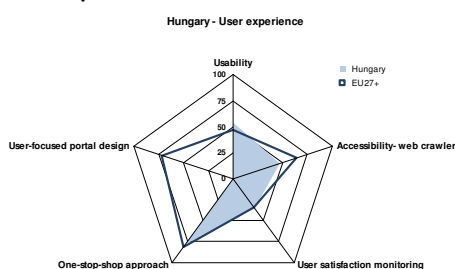 Hungary - User experience
Usability
100
75
50
25
0
Hungary
EU27+
User-focused portal design
Accessibility- web crawler
One-stop-shop approach
User satisfaction monitoring